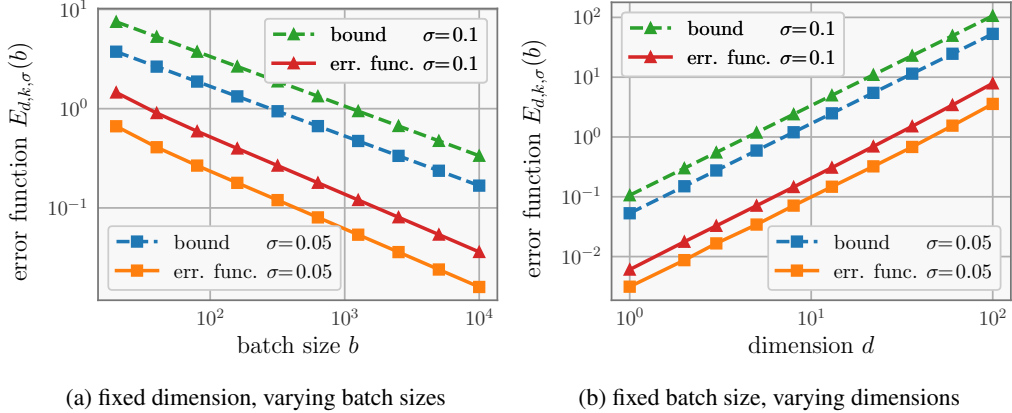 error function E_{d,k,σ}(b)
10^1
10^0
10^{-1}
bound σ=0.1
err. func. σ=0.1
bound σ=0.05
err. func. σ=0.05
10^2
10^3
10^4
batch size b
(a) fixed dimension, varying batch sizes
error function E_{d,k,σ}(b)
10^2
10^1
10^0
10^{-1}
10^{-2}
bound σ=0.1
err. func. σ=0.1
bound σ=0.05
err. func. σ=0.05
10^0
10^1
10^2
dimension d
(b) fixed batch size, varying dimensions